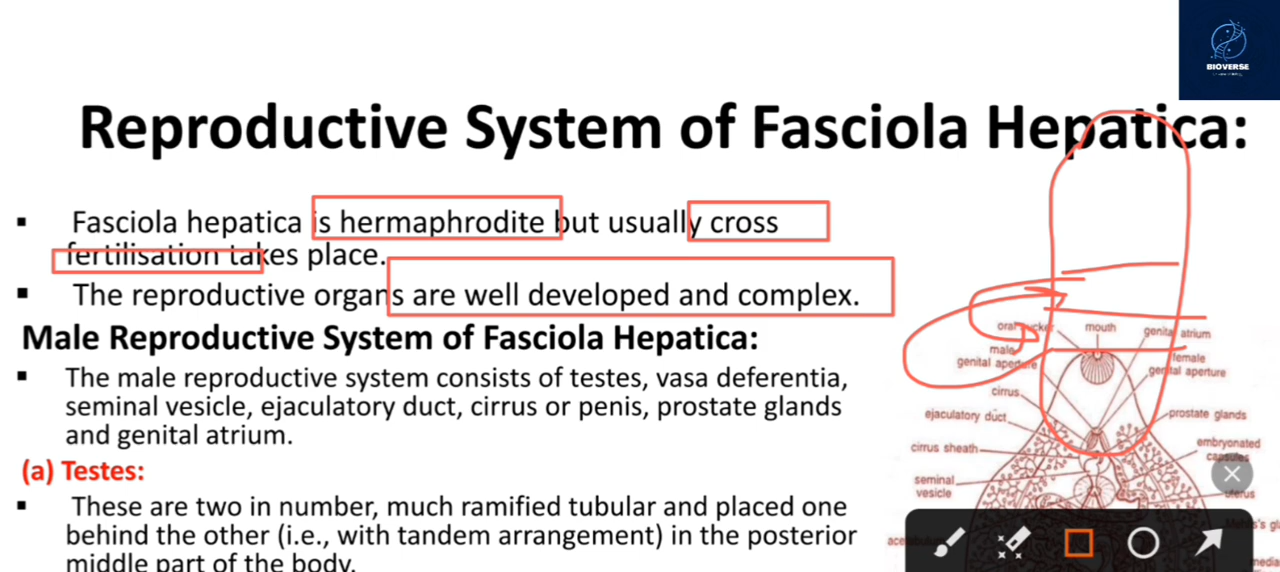 BIOVERSE
Reproductive System of Fasciola Hepatica:
▪ Fasciola hepatica is hermaphrodite but usually cross
fertilisation takes place.
▪ The reproductive organs are well developed and complex.
Male Reproductive System of Fasciola Hepatica:
▪ The male reproductive system consists of testes, vasa deferentia,
seminal vesicle, ejaculatory duct, cirrus or penis, prostate glands
and genital atrium.
(a) Testes:
▪ These are two in number, much ramified tubular and placed one
behind the other (i.e., with tandem arrangement) in the posterior
middle part of the body.
oral sucker
mouth
genital atrium
male
genital aperture
female
genital aperture
cirrus
ejaculatory duct
prostate glands
cirrus sheath
embryonated
capsules
seminal
vesicle
uterus